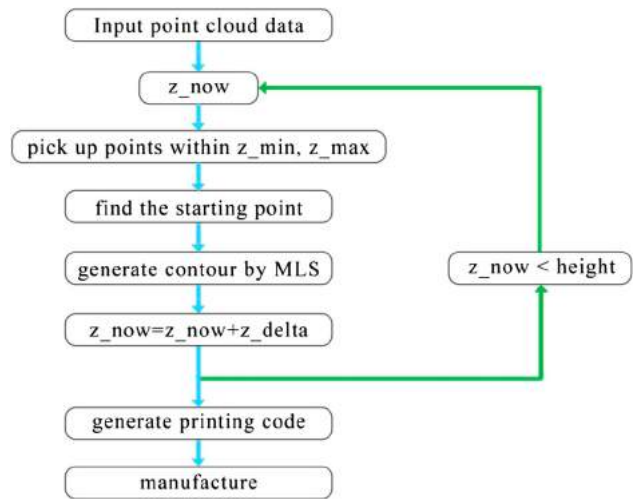 Input point cloud data
z_now
pick up points within z_min, z_max
find the starting point
generate contour by MLS
z_now < height
z_now=z_now+z_delta
generate printing code
manufacture